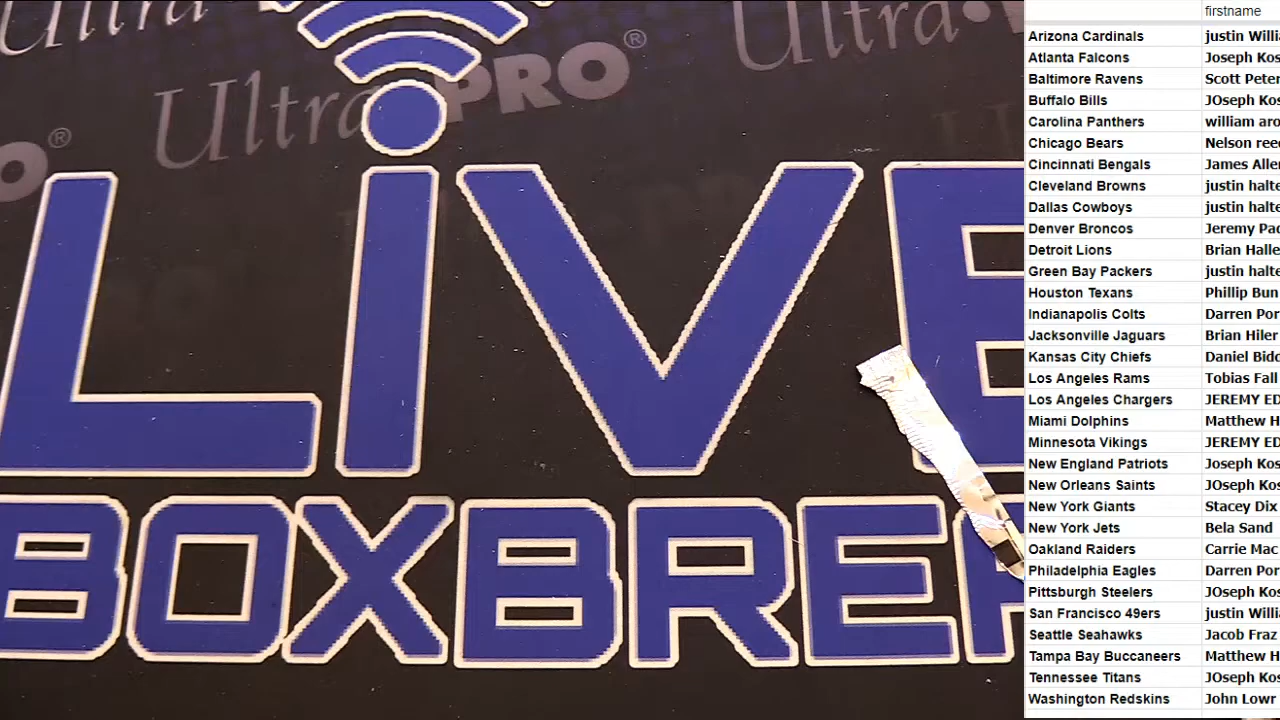 Ultra
Ultra PRO®
Ultra
®
LiVE
BOXBREA
firstname
Arizona Cardinals justin Willi
Atlanta Falcons Joseph Kos
Baltimore Ravens Scott Peter
Buffalo Bills JOseph Kos
Carolina Panthers william aro
Chicago Bears Nelson reed
Cincinnati Bengals James Aller
Cleveland Browns justin halte
Dallas Cowboys justin halte
Denver Broncos Jeremy Pac
Detroit Lions Brian Halle
Green Bay Packers justin halte
Houston Texans Phillip Bun
Indianapolis Colts Darren Por
Jacksonville Jaguars Brian Hiler
Kansas City Chiefs Daniel Bidd
Los Angeles Rams Tobias Fall
Los Angeles Chargers JEREMY ED
Miami Dolphins Matthew H
Minnesota Vikings JEREMY ED
New England Patriots Joseph Kos
New Orleans Saints JOseph Kos
New York Giants Stacey Dix
New York Jets Bela Sand
Oakland Raiders Carrie Mac
Philadelphia Eagles Darren Por
Pittsburgh Steelers JOseph Kos
San Francisco 49ers justin Willi
Seattle Seahawks Jacob Fraz
Tampa Bay Buccaneers Matthew H
Tennessee Titans JOseph Kos
Washington Redskins John Lowr